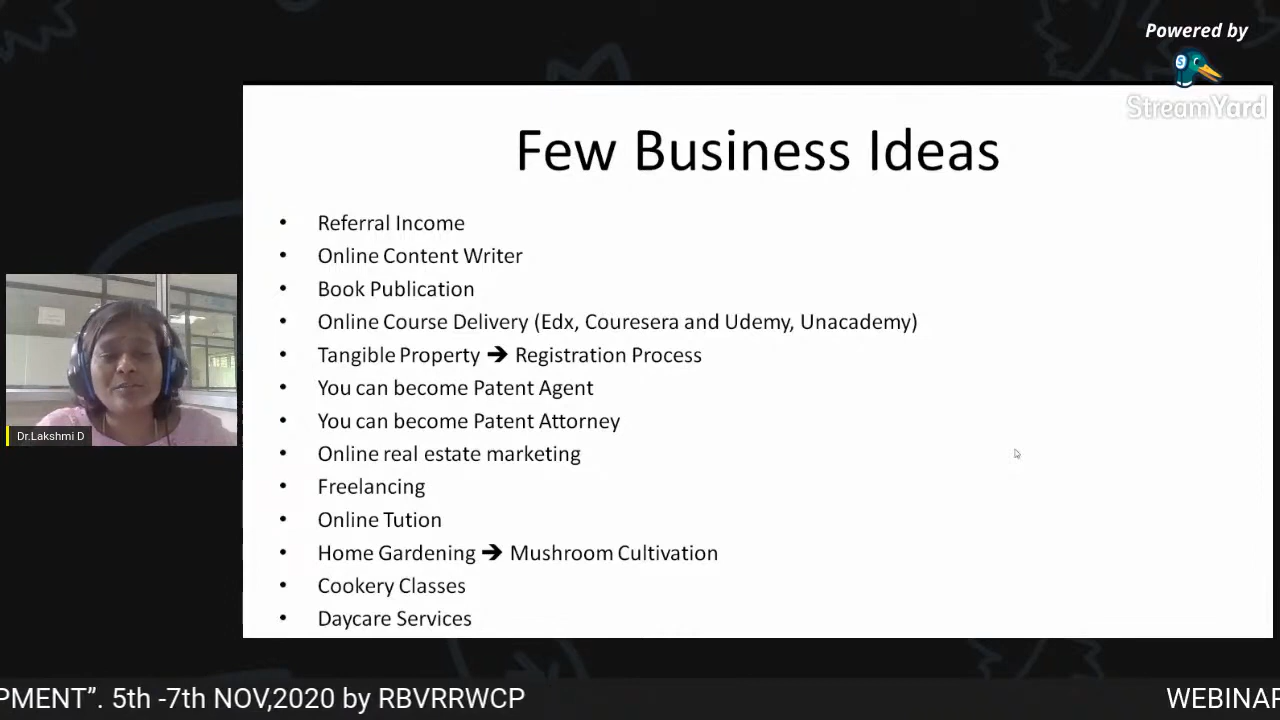 Powered by
StreamYard
Few Business Ideas
• Referral Income
• Online Content Writer
• Book Publication
• Online Course Delivery (Edx, Couresera and Udemy, Unacademy)
• Tangible Property ➔ Registration Process
• You can become Patent Agent
• You can become Patent Attorney
• Online real estate marketing
• Freelancing
• Online Tution
• Home Gardening ➔ Mushroom Cultivation
• Cookery Classes
• Daycare Services
Dr.Lakshmi D
PMENT”. 5th -7th NOV,2020 by RBVRRWCP WEBINAR